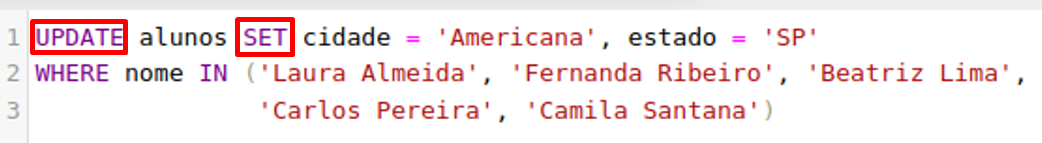 1 UPDATE alunos SET cidade = 'Americana', estado = 'SP'
2 WHERE nome IN ('Laura Almeida', 'Fernanda Ribeiro', 'Beatriz Lima',
3 'Carlos Pereira', 'Camila Santana')